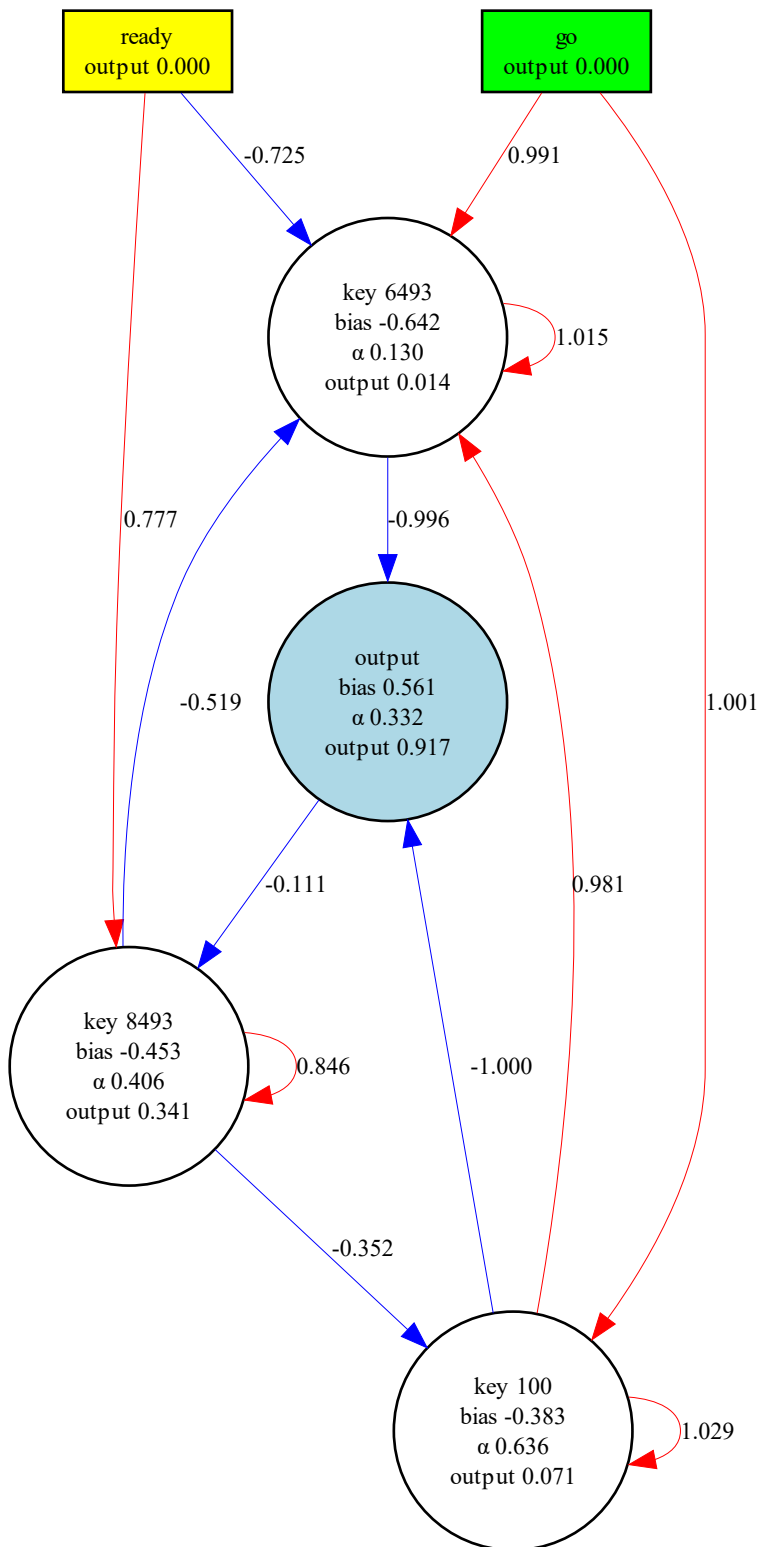 ready
output 0.000
go
output 0.000
-0.725
0.991
key 6493
bias -0.642
α 0.130
output 0.014
1.015
0.777
-0.996
-0.519
output
bias 0.561
α 0.332
output 0.917
1.001
-0.111
0.981
key 8493
bias -0.453
α 0.406
output 0.341
0.846
-1.000
-0.352
key 100
bias -0.383
α 0.636
output 0.071
1.029